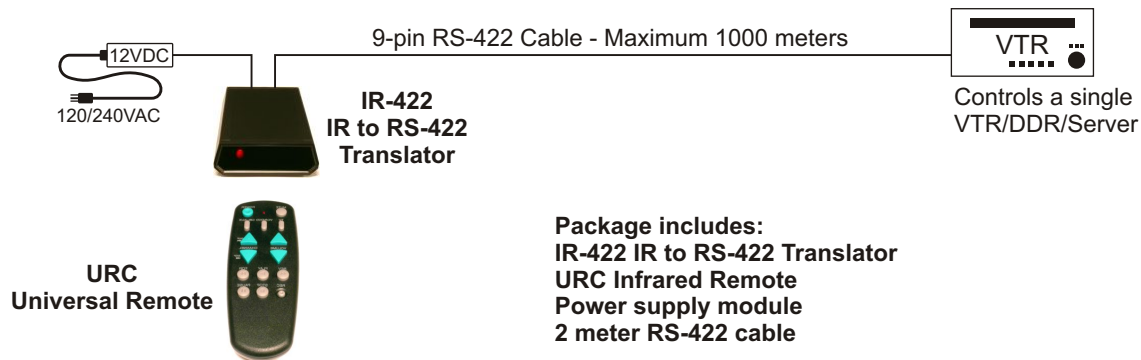 9-pin RS-422 Cable - Maximum 1000 meters
12VDC
120/240VAC
VTR
IR-422
IR to RS-422
Translator
Controls a single
VTR/DDR/Server
URC
Universal Remote
Package includes:
IR-422 IR to RS-422 Translator
URC Infrared Remote
Power supply module
2 meter RS-422 cable